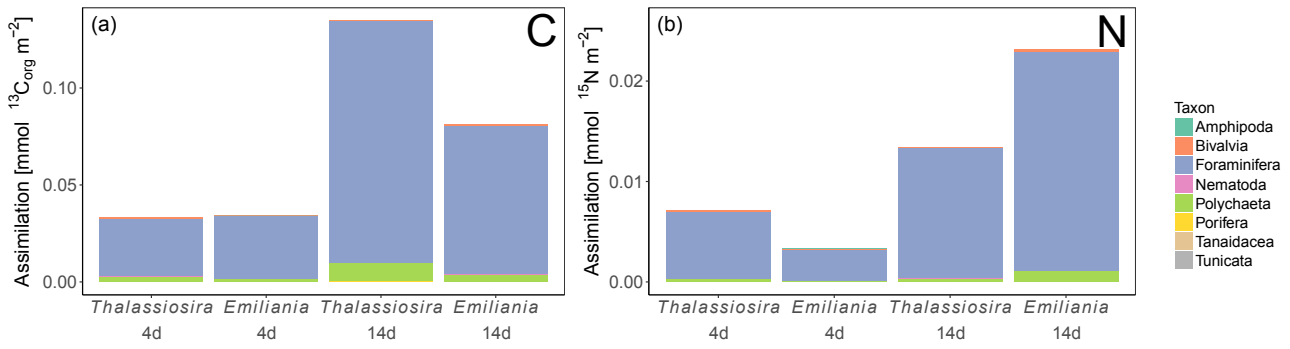 (a)
C
Assimilation [mmol ¹³C_org m⁻²]
0.10
0.05
0.00
Thalassiosira Emiliania Thalassiosira Emiliania
4d 4d 14d 14d
(b)
N
Assimilation [mmol ¹⁵N m⁻²]
0.02
0.01
0.00
Thalassiosira Emiliania Thalassiosira Emiliania
4d 4d 14d 14d
Taxon
Amphipoda
Bivalvia
Foraminifera
Nematoda
Polychaeta
Porifera
Tanaidacea
Tunicata